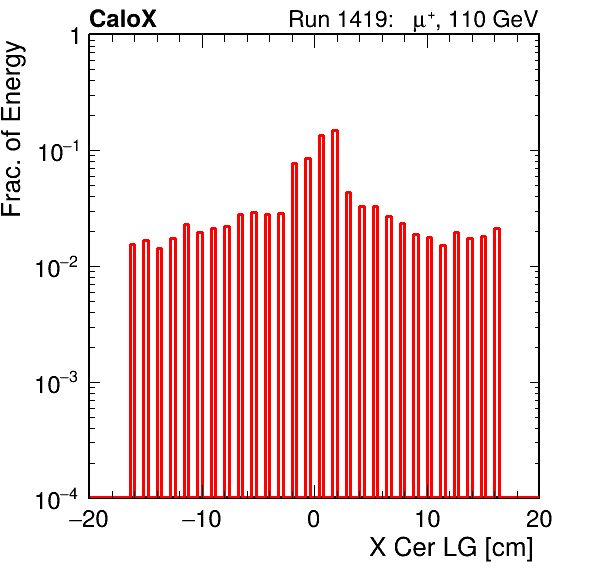 CaloX Run 1419: μ⁺, 110 GeV
Frac. of Energy
1
10⁻¹
10⁻²
10⁻³
10⁻⁴
−20 −10 0 10 20
X Cer LG [cm]